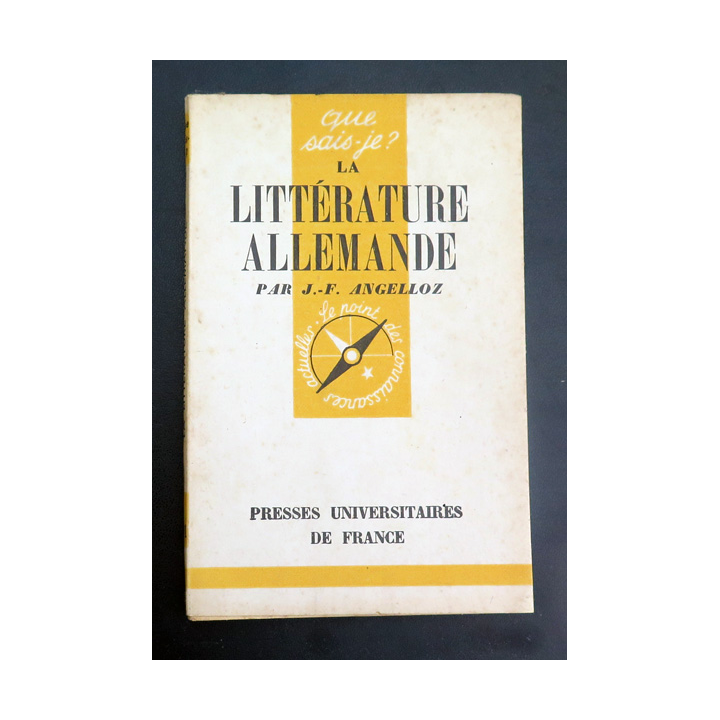 que
sais-je?
LA
LITTÉRATURE
ALLEMANDE
PAR J.-F. ANGELLOZ
Le point des connaissances actuelles.
PRESSES UNIVERSITAIRES
DE FRANCE